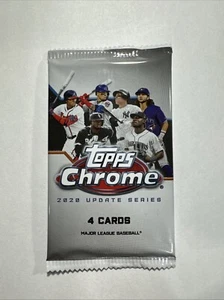 TOPPS
Chrome®
2020 UPDATE SERIES
4 CARDS
MAJOR LEAGUE BASEBALL®